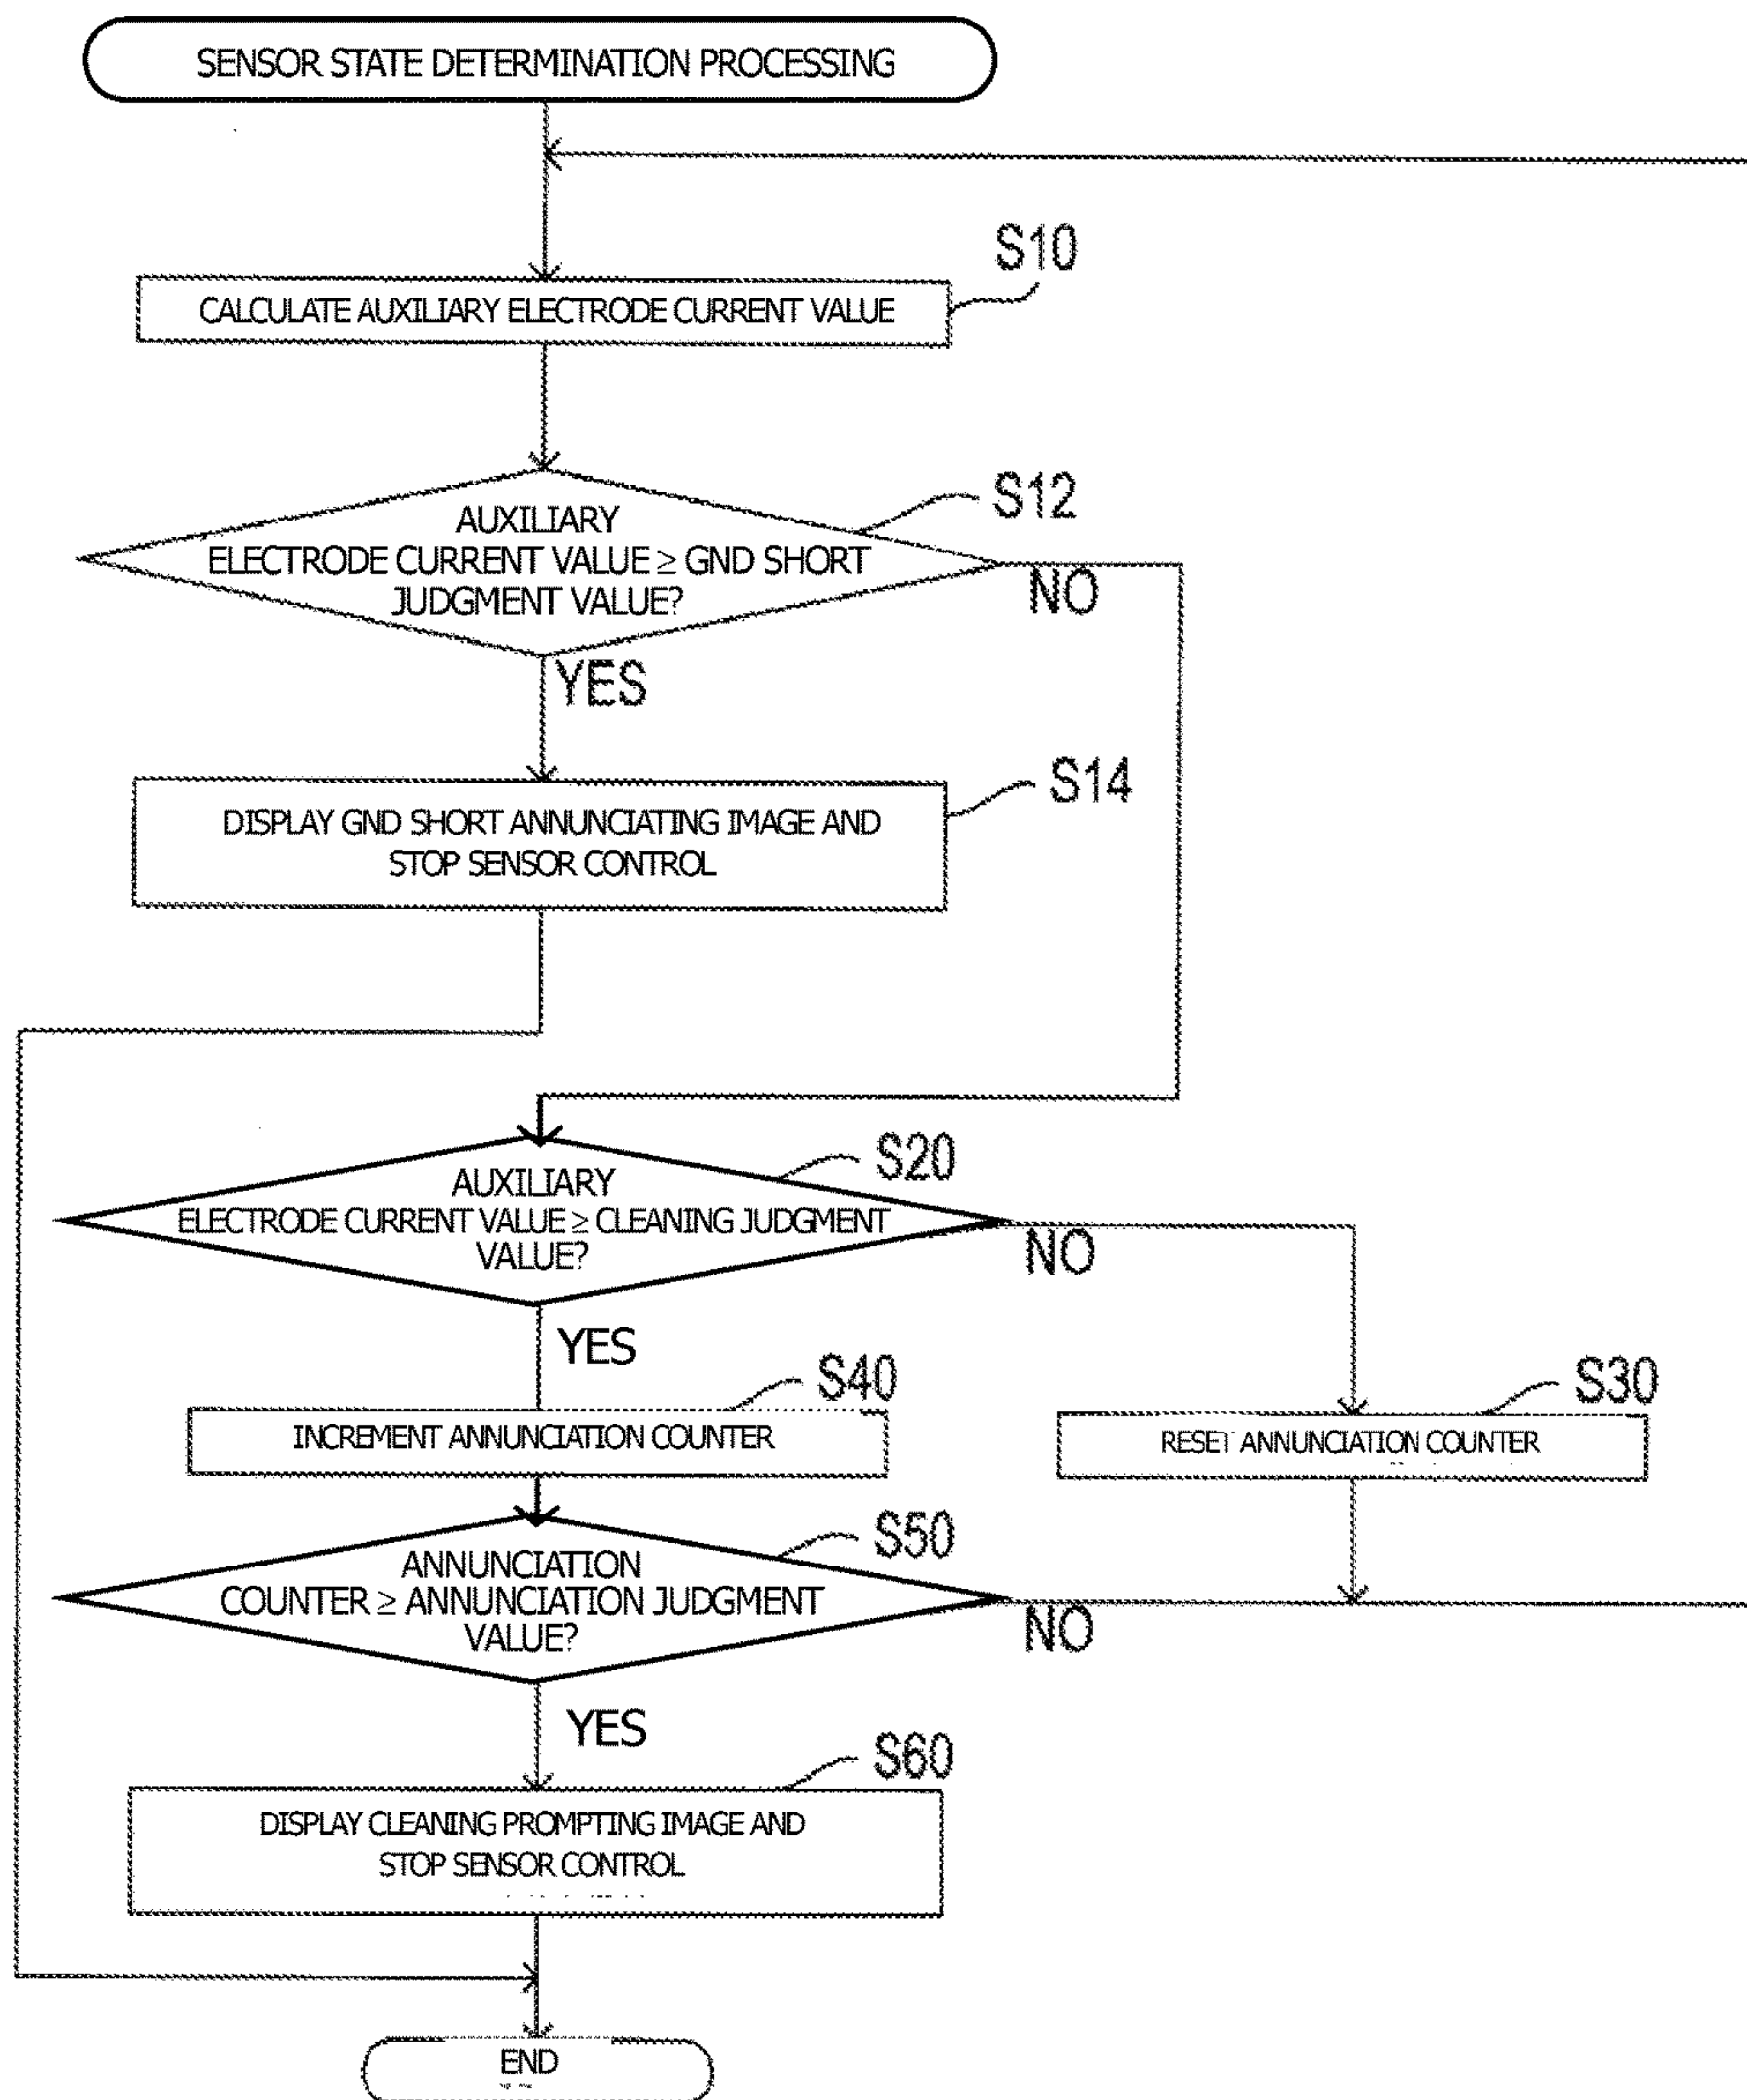 SENSOR STATE DETERMINATION PROCESSING
S10
CALCULATE AUXILIARY ELECTRODE CURRENT VALUE
S12
AUXILIARY
ELECTRODE CURRENT VALUE ≥ GND SHORT
JUDGMENT VALUE?
NO
YES
S14
DISPLAY GND SHORT ANNUNCIATING IMAGE AND
STOP SENSOR CONTROL
S20
AUXILIARY
ELECTRODE CURRENT VALUE ≥ CLEANING JUDGMENT
VALUE?
NO
YES
S40
INCREMENT ANNUNCIATION COUNTER
S30
RESET ANNUNCIATION COUNTER
S50
ANNUNCIATION
COUNTER ≥ ANNUNCIATION JUDGMENT
VALUE?
NO
YES
S60
DISPLAY CLEANING PROMPTING IMAGE AND
STOP SENSOR CONTROL
END